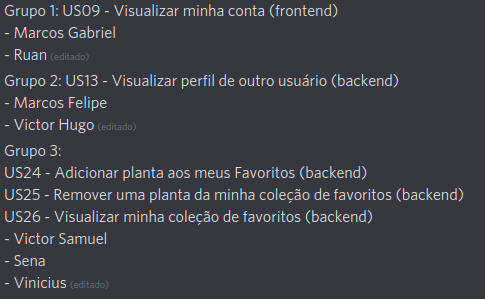 Grupo 1: US09 - Visualizar minha conta (frontend)
- Marcos Gabriel
- Ruan (editado)
Grupo 2: US13 - Visualizar perfil de outro usuário (backend)
- Marcos Felipe
- Victor Hugo (editado)
Grupo 3:
US24 - Adicionar planta aos meus Favoritos (backend)
US25 - Remover uma planta da minha coleção de favoritos (backend)
US26 - Visualizar minha coleção de favoritos (backend)
- Victor Samuel
- Sena
- Vinicius (editado)